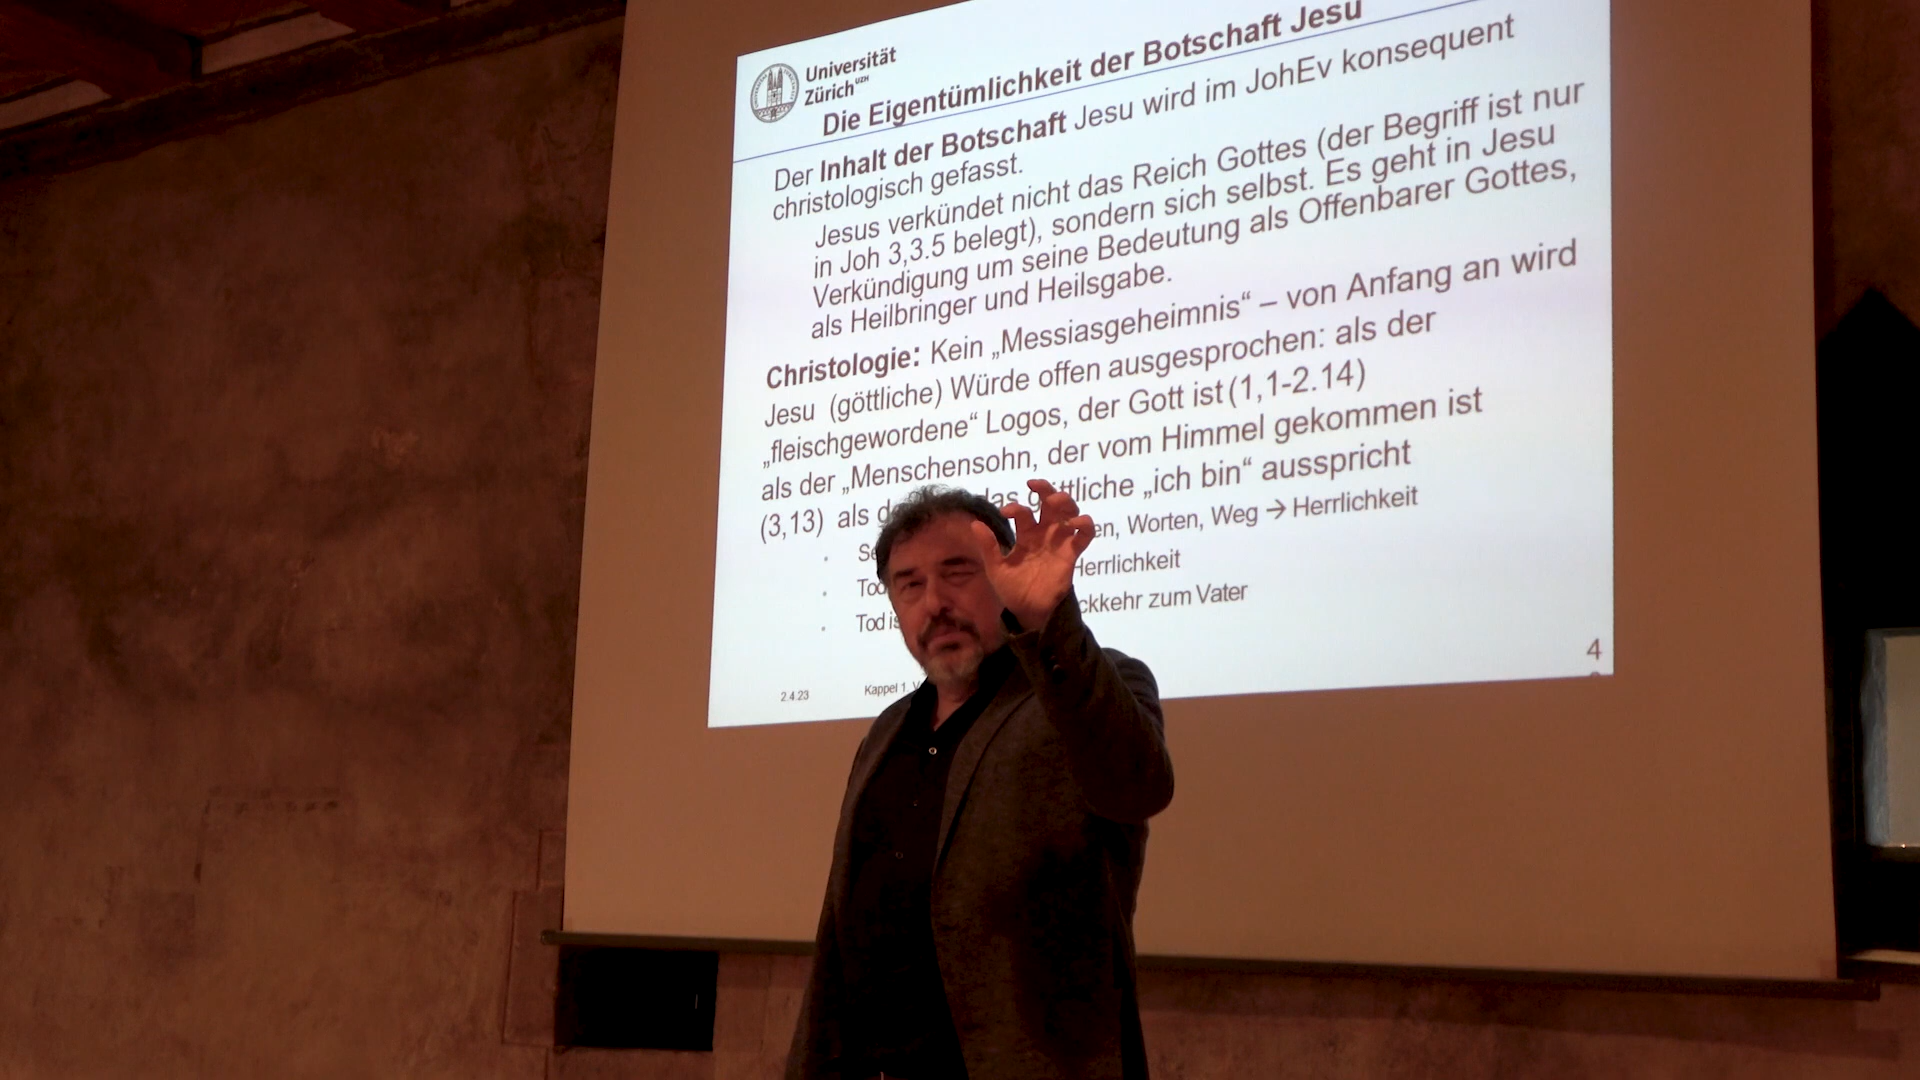 Universität
Zürich UZH
Die Eigentümlichkeit der Botschaft Jesu
Der Inhalt der Botschaft Jesu wird im JohEv konsequent
christologisch gefasst.
Jesus verkündet nicht das Reich Gottes (der Begriff ist nur
in Joh 3,3.5 belegt), sondern sich selbst. Es geht in Jesu
Verkündigung um seine Bedeutung als Offenbarer Gottes,
als Heilbringer und Heilsgabe.
Christologie: Kein „Messiasgeheimnis“ – von Anfang an wird
Jesu (göttliche) Würde offen ausgesprochen: als der
„fleischgewordene“ Logos, der Gott ist (1,1-2.14)
als der „Menschensohn, der vom Himmel gekommen ist
(3,13) als das göttliche „ich bin“ ausspricht
Worten, Weg → Herrlichkeit
Tod Herrlichkeit
Tod is ckkehr zum Vater
2.4.23
Kappel 1.
4